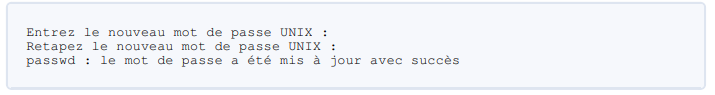 Entrez le nouveau mot de passe UNIX :
Retapez le nouveau mot de passe UNIX :
passwd : le mot de passe a été mis à jour avec succès